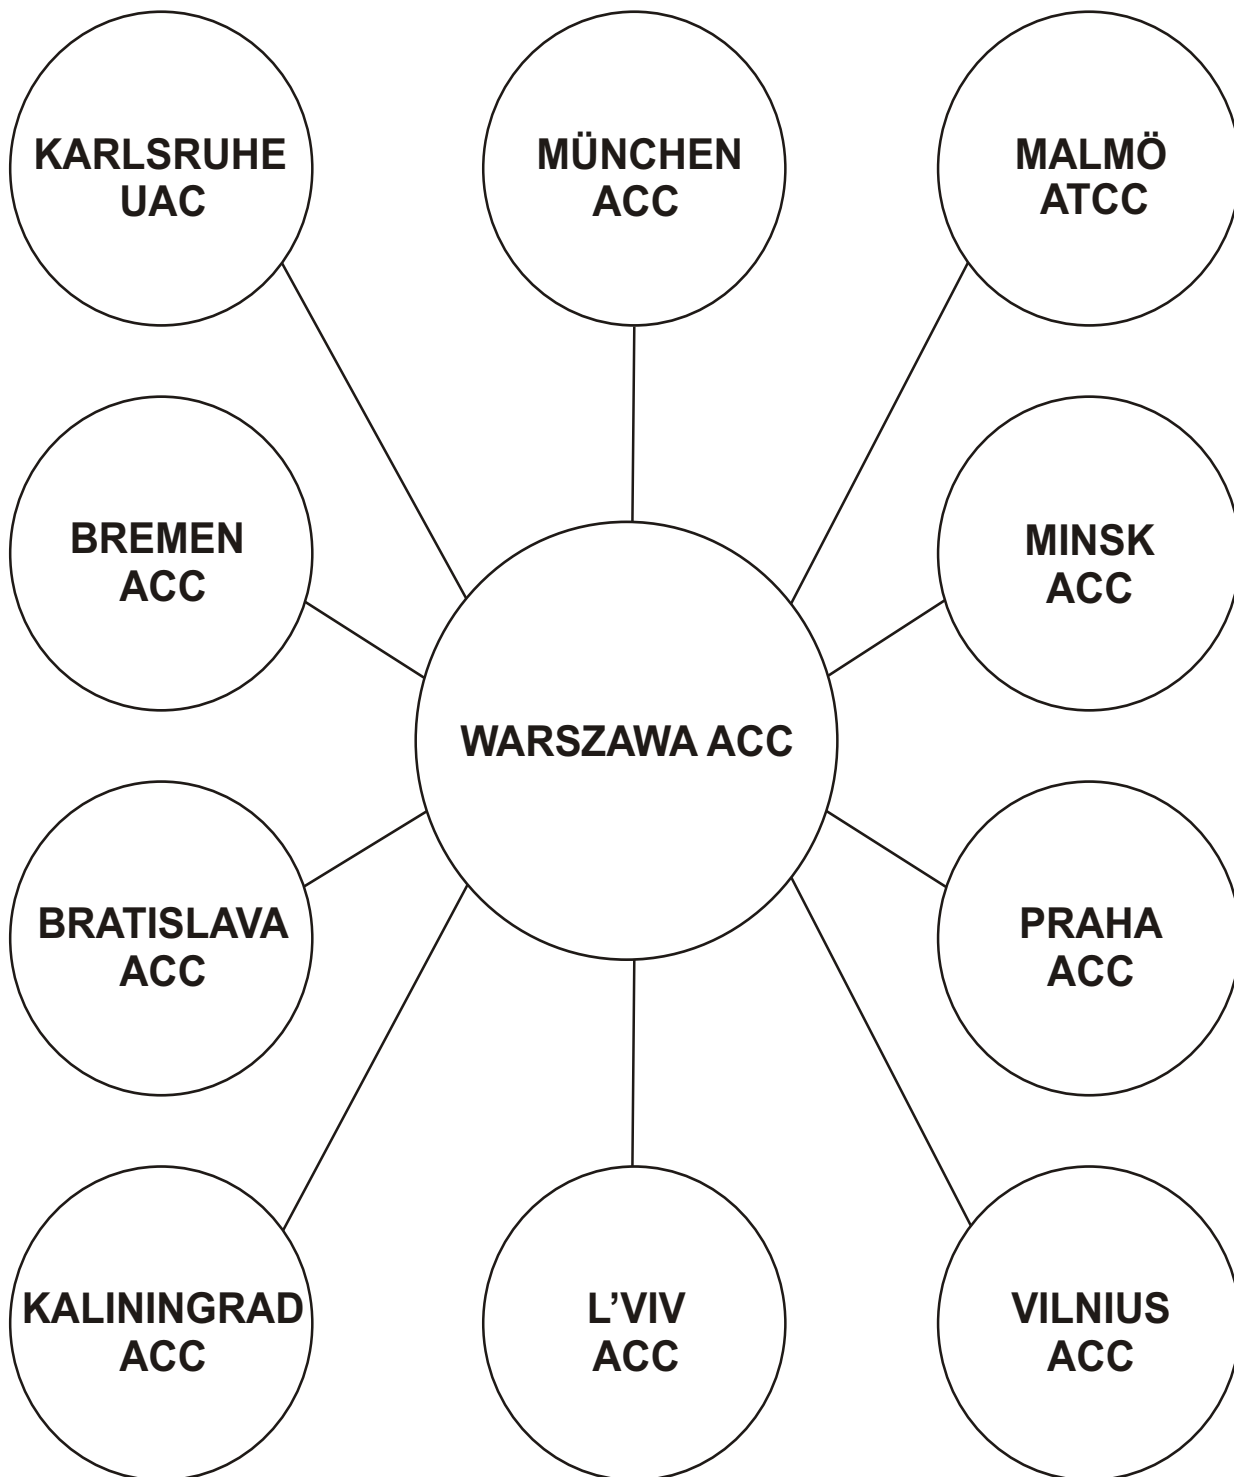 KARLSRUHE
UAC
MÜNCHEN
ACC
MALMÖ
ATCC
BREMEN
ACC
MINSK
ACC
WARSZAWA ACC
BRATISLAVA
ACC
PRAHA
ACC
KALININGRAD
ACC
L’VIV
ACC
VILNIUS
ACC